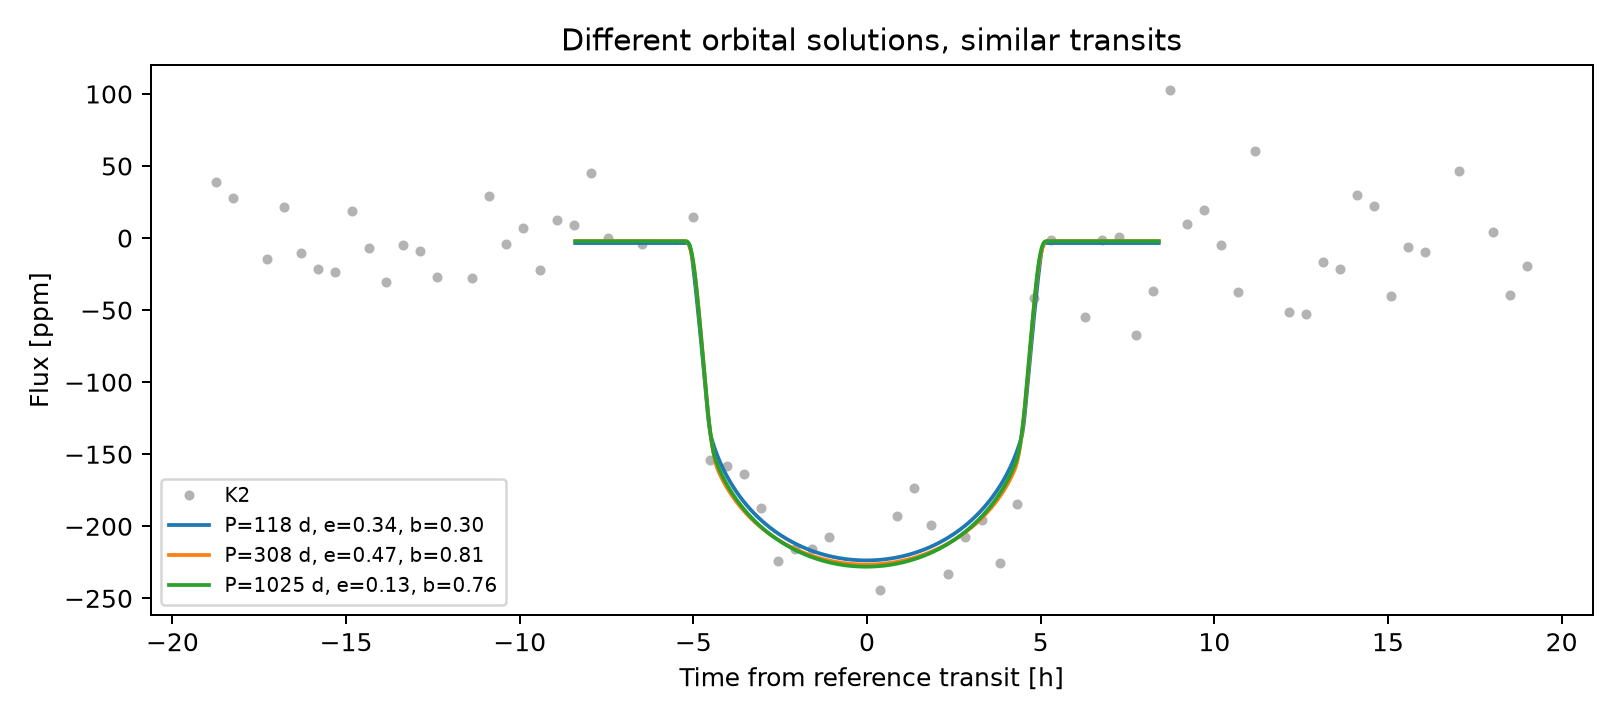 Different orbital solutions, similar transits
Flux [ppm]
100
50
0
−50
−100
−150
−200
−250
K2
P=118 d, e=0.34, b=0.30
P=308 d, e=0.47, b=0.81
P=1025 d, e=0.13, b=0.76
−20 −15 −10 −5 0 5 10 15 20
Time from reference transit [h]